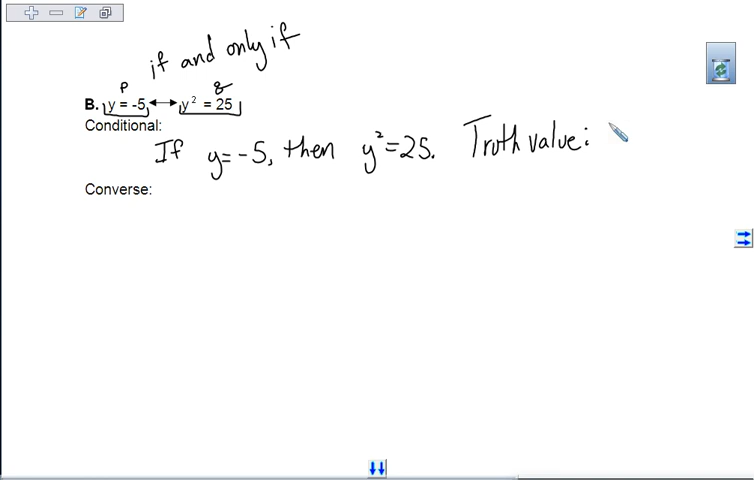 if and only if
p q
B. y = -5 ↔ y² = 25
Conditional:
If y = -5, then y² = 25. Truth value:
Converse: